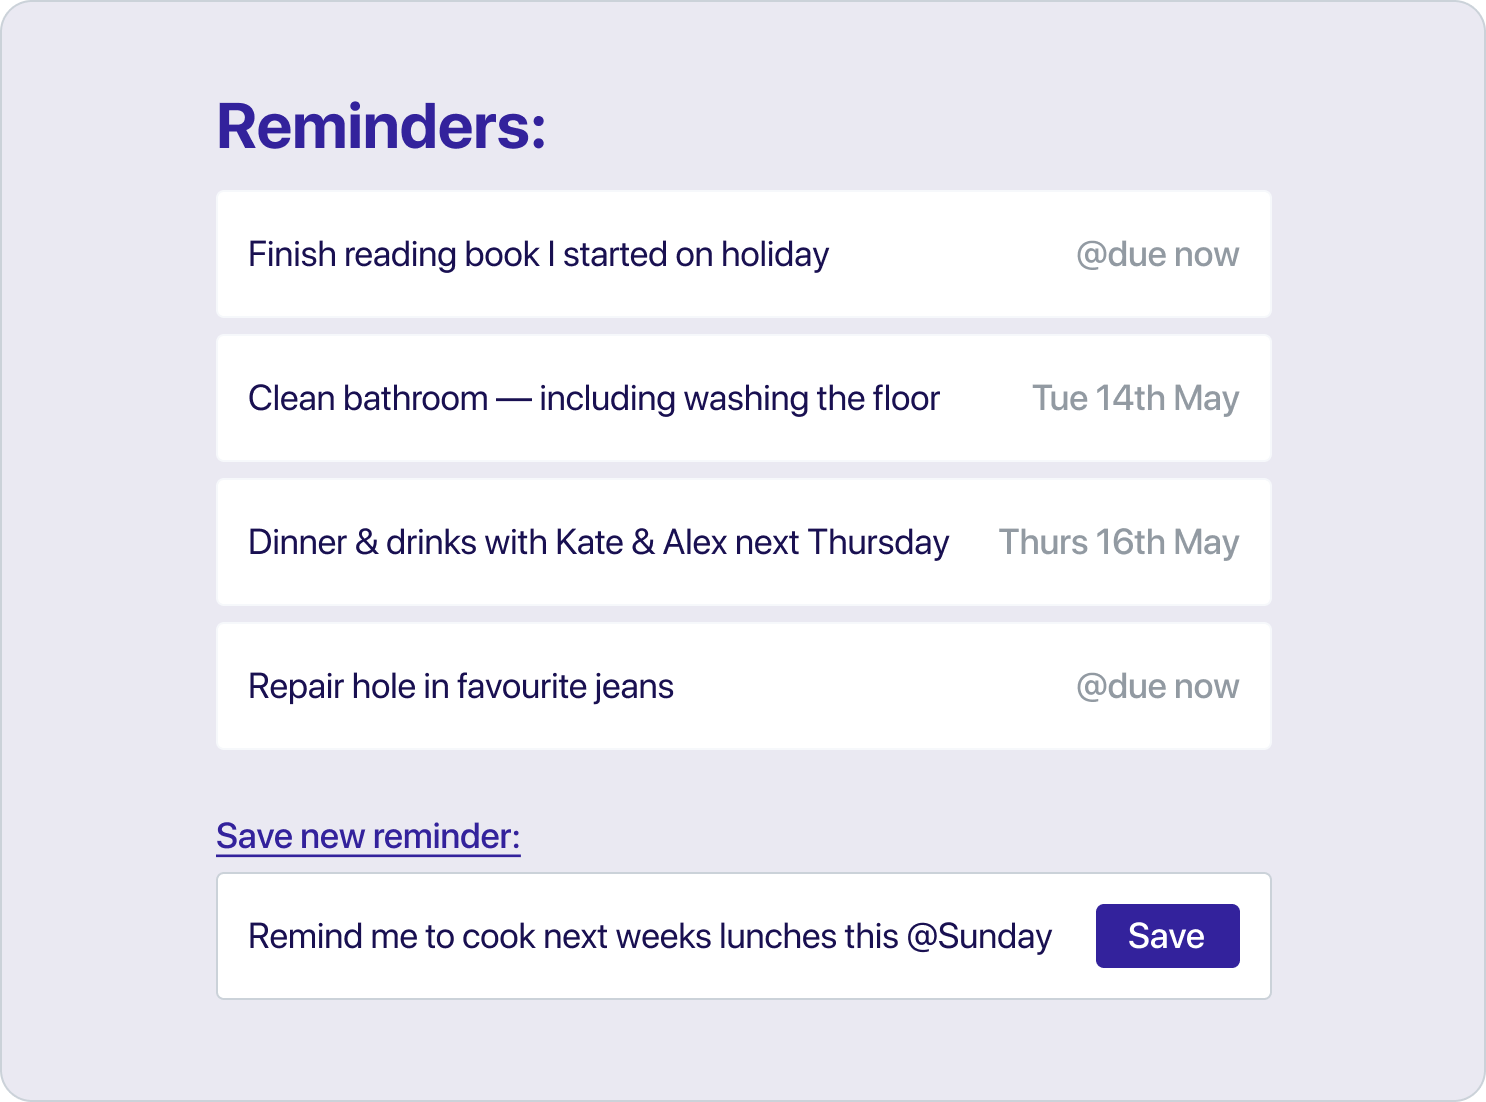 Reminders:
Finish reading book I started on holiday @due now
Clean bathroom — including washing the floor Tue 14th May
Dinner & drinks with Kate & Alex next Thursday Thurs 16th May
Repair hole in favourite jeans @due now
Save new reminder:
Remind me to cook next weeks lunches this @Sunday Save